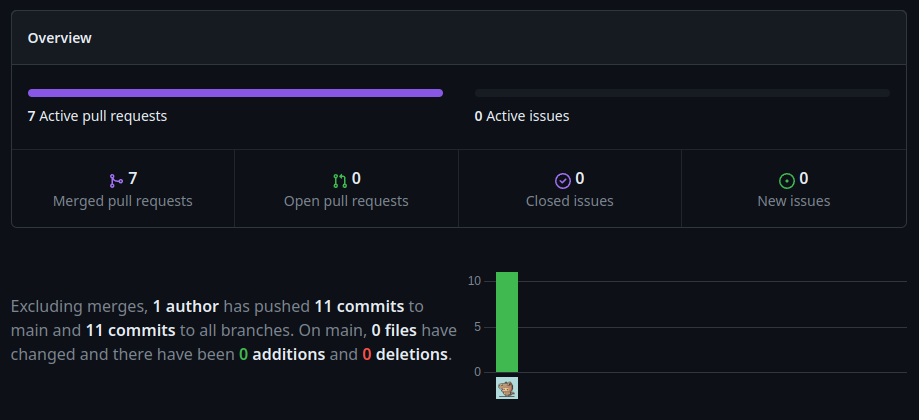 Overview
7 Active pull requests
0 Active issues
7
Merged pull requests
0
Open pull requests
0
Closed issues
0
New issues
Excluding merges, 1 author has pushed 11 commits to
main and 11 commits to all branches. On main, 0 files have
changed and there have been 0 additions and 0 deletions.
10
5
0